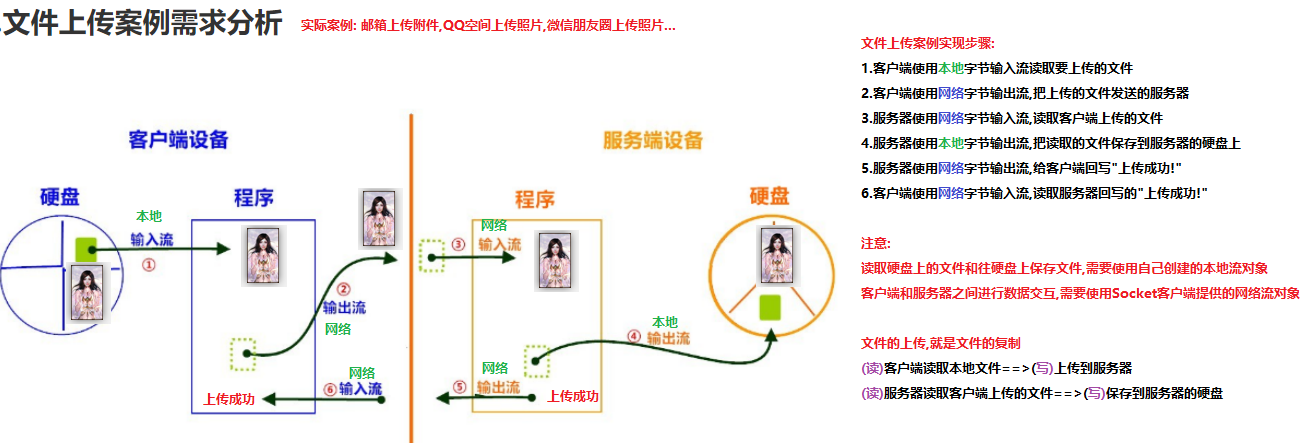 .文件上传案例需求分析
实际案例: 邮箱上传附件,QQ空间上传照片,微信朋友圈上传照片...
客户端设备
服务端设备
硬盘
程序
程序
硬盘
本地
输入流
①
②
输出流
网络
网络
③ 输入流
本地
④ 输出流
网络
⑥ 输入流
上传成功
网络
⑤ 输出流
上传成功
文件上传案例实现步骤:
1.客户端使用本地字节输入流读取要上传的文件
2.客户端使用网络字节输出流,把上传的文件发送的服务器
3.服务器使用网络字节输入流,读取客户端上传的文件
4.服务器使用本地字节输出流,把读取的文件保存到服务器的硬盘上
5.服务器使用网络字节输出流,给客户端回写"上传成功!"
6.客户端使用网络字节输入流,读取服务器回写的"上传成功!"
注意:
读取硬盘上的文件和往硬盘上保存文件,需要使用自己创建的本地流对象
客户端和服务器之间进行数据交互,需要使用Socket客户端提供的网络流对象
文件的上传,就是文件的复制
(读)客户端读取本地文件==>(写)上传到服务器
(读)服务器读取客户端上传的文件==>(写)保存到服务器的硬盘